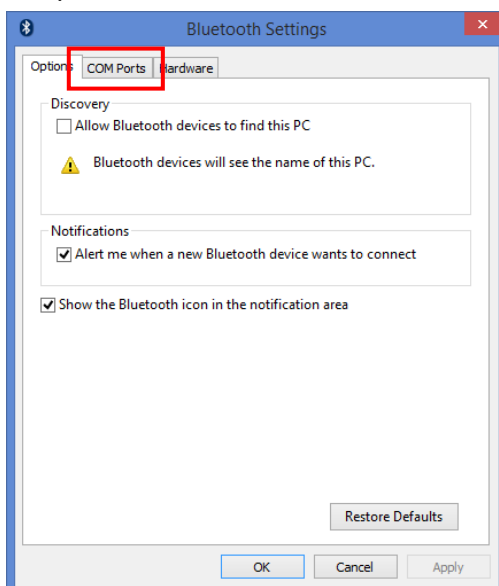 Bluetooth Settings
Options COM Ports Hardware
Discovery
Allow Bluetooth devices to find this PC
Bluetooth devices will see the name of this PC.
Notifications
Alert me when a new Bluetooth device wants to connect
Show the Bluetooth icon in the notification area
Restore Defaults
OK Cancel Apply